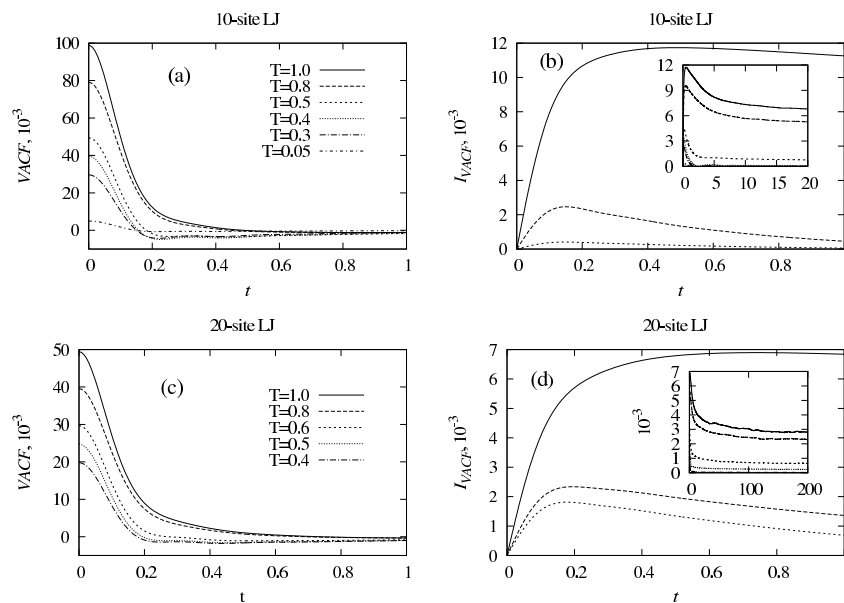 10-site LJ
VACF, 10-3
100
80
60
40
20
0
(a)
T=1.0
T=0.8
T=0.5
T=0.4
T=0.3
T=0.05
0
0.2
0.4
0.6
0.8
1
t
10-site LJ
IVACF, 10-3
12
10
8
6
4
2
0
(b)
12
9
6
3
0
0
5
10
15
20
0
0.2
0.4
0.6
0.8
t
20-site LJ
VACF, 10-3
50
40
30
20
10
0
(c)
T=1.0
T=0.8
T=0.6
T=0.5
T=0.4
0
0.2
0.4
0.6
0.8
1
t
20-site LJ
IVACF, 10-3
7
6
5
4
3
2
1
0
(d)
10-3
7
6
5
4
3
2
1
0
0
100
200
0
0.2
0.4
0.6
0.8
t